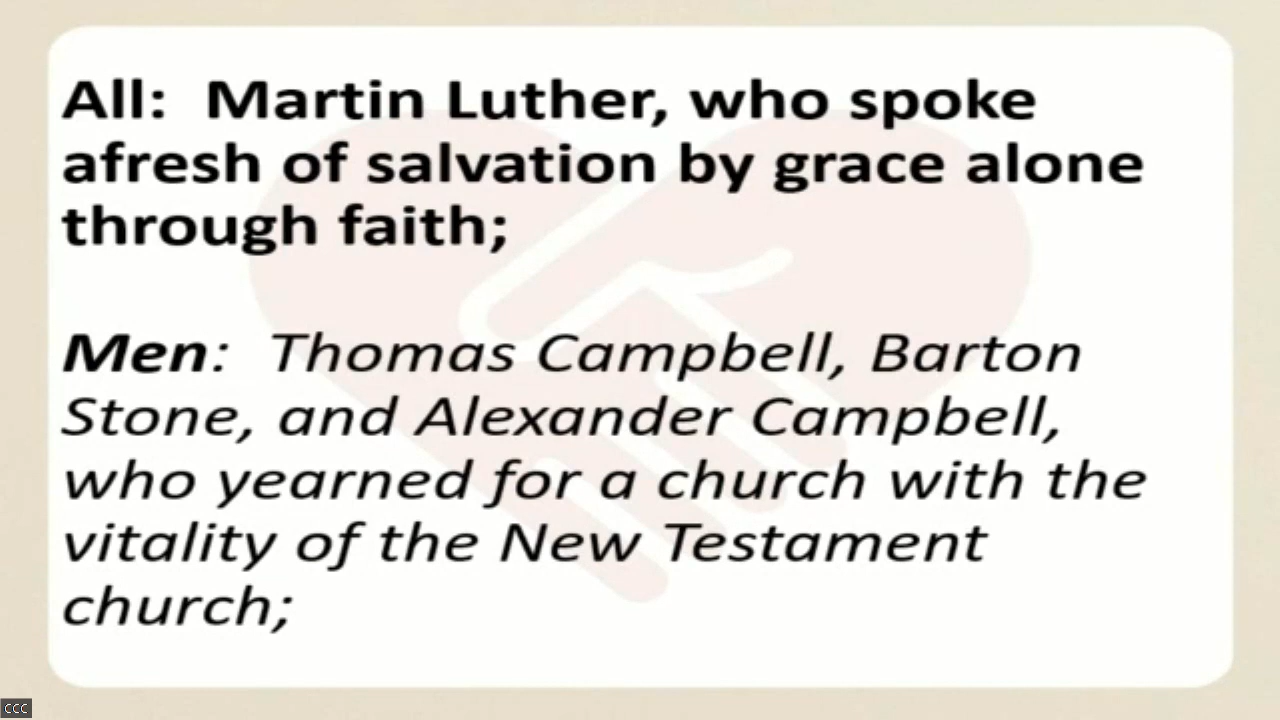 All:  Martin Luther, who spoke
afresh of salvation by grace alone
through faith;
Men:  Thomas Campbell, Barton
Stone, and Alexander Campbell,
who yearned for a church with the
vitality of the New Testament
church;
CCC